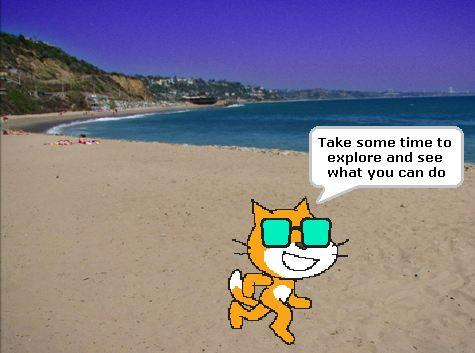 Take some time to
explore and see
what you can do